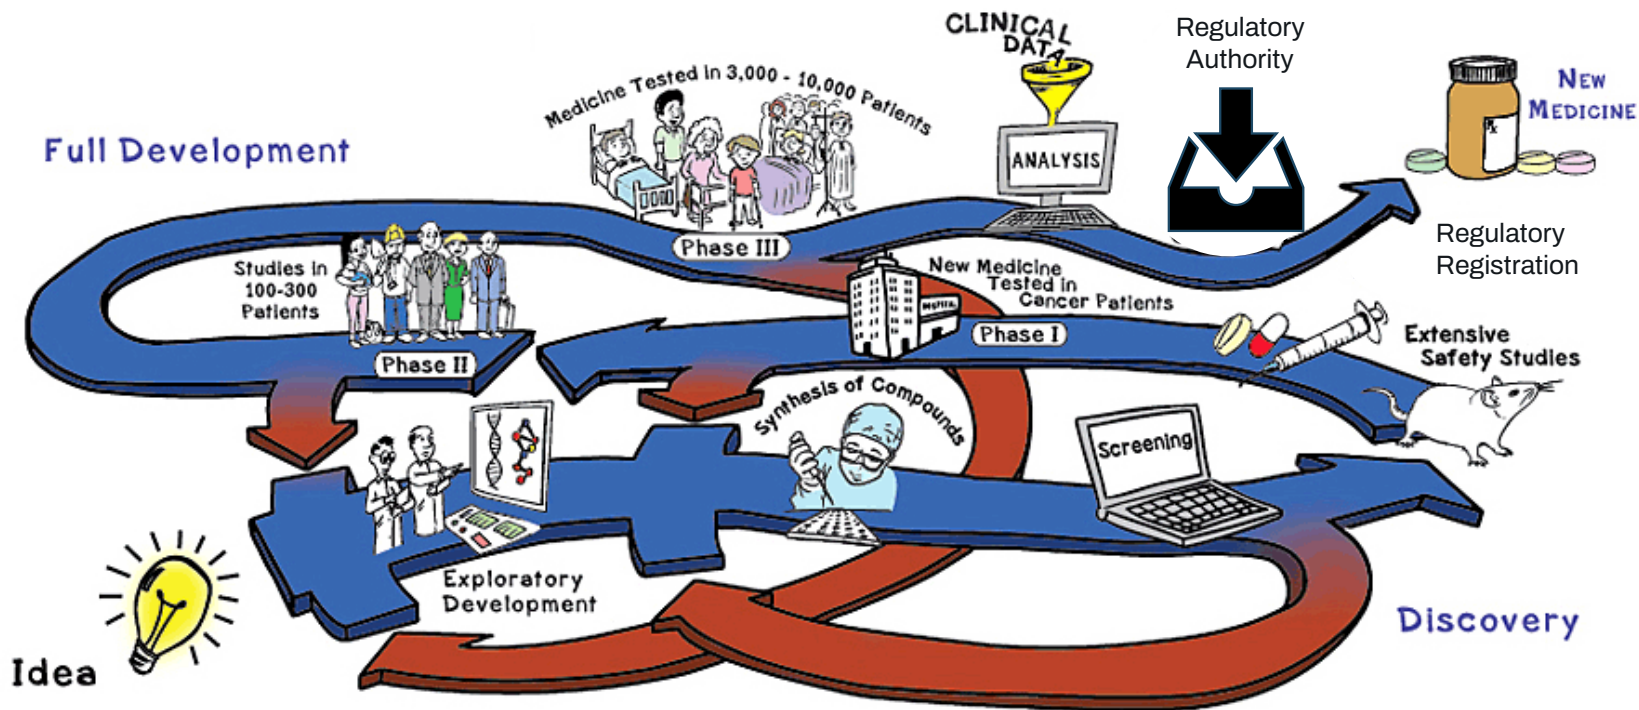 CLINICAL
DATA
Regulatory
Authority
NEW
MEDICINE
Medicine Tested in 3,000 - 10,000 Patients
Full Development
ANALYSIS
Phase III
Regulatory
Registration
Studies in
100-300
Patients
New Medicine
Tested in
Cancer Patients
Phase I
Phase II
Extensive
Safety Studies
Synthesis of Compounds
Screening
Exploratory
Development
Discovery
Idea